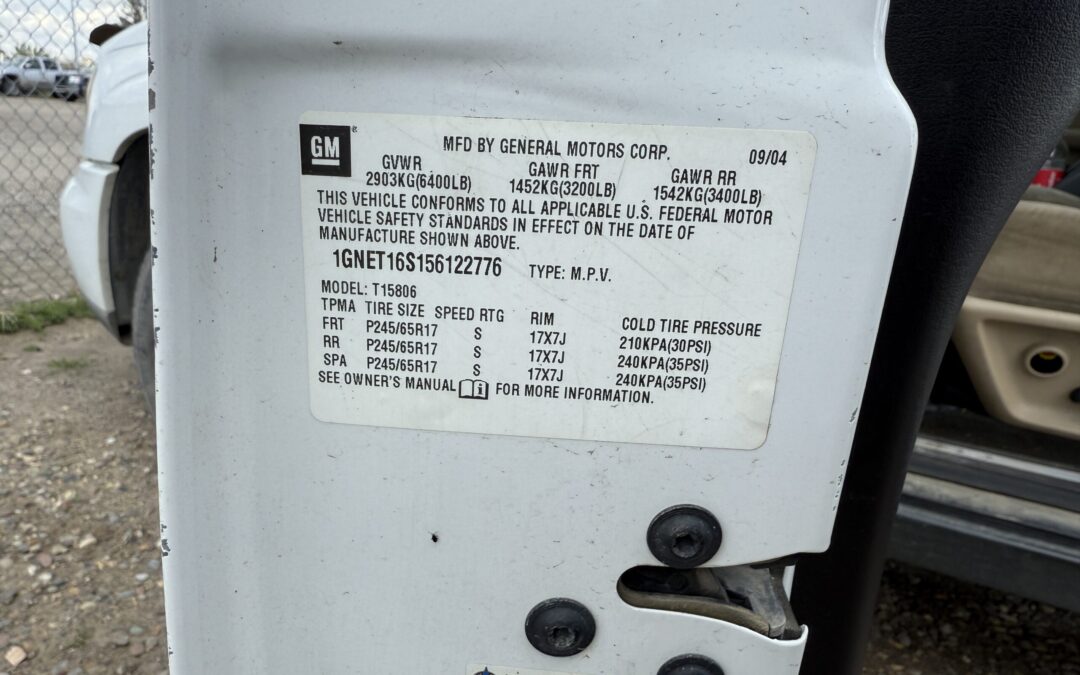 GM
MFD BY GENERAL MOTORS CORP. 09/04
GVWR GAWR FRT GAWR RR
2903KG(6400LB) 1452KG(3200LB) 1542KG(3400LB)
THIS VEHICLE CONFORMS TO ALL APPLICABLE U.S. FEDERAL MOTOR
VEHICLE SAFETY STANDARDS IN EFFECT ON THE DATE OF
MANUFACTURE SHOWN ABOVE.
1GNET16S156122776 TYPE: M.P.V.
MODEL: T15806
TPMA TIRE SIZE SPEED RTG RIM COLD TIRE PRESSURE
FRT P245/65R17 S 17X7J 210KPA(30PSI)
RR P245/65R17 S 17X7J 240KPA(35PSI)
SPA P245/65R17 S 17X7J 240KPA(35PSI)
SEE OWNER'S MANUAL FOR MORE INFORMATION.